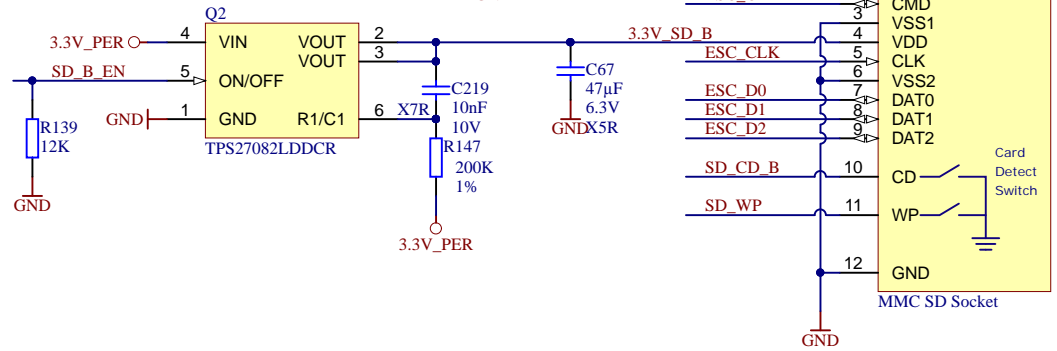 Q2
3.3V_PER
4
VIN
VOUT
2
VOUT
3
SD_B_EN
5
ON/OFF
GND
1
GND
R1/C1
6
X7R
TPS27082LDDCR
R139
12K
GND
C219
10nF
10V
R147
200K
1%
3.3V_PER
C67
47µF
6.3V
X5R
GND
3.3V_SD_B
ESC_CLK
ESC_D0
ESC_D1
ESC_D2
SD_CD_B
SD_WP
CMD
3
VSS1
4
VDD
5
CLK
6
VSS2
7
DAT0
8
DAT1
9
DAT2
10
CD
11
WP
12
GND
Card
Detect
Switch
MMC SD Socket
GND